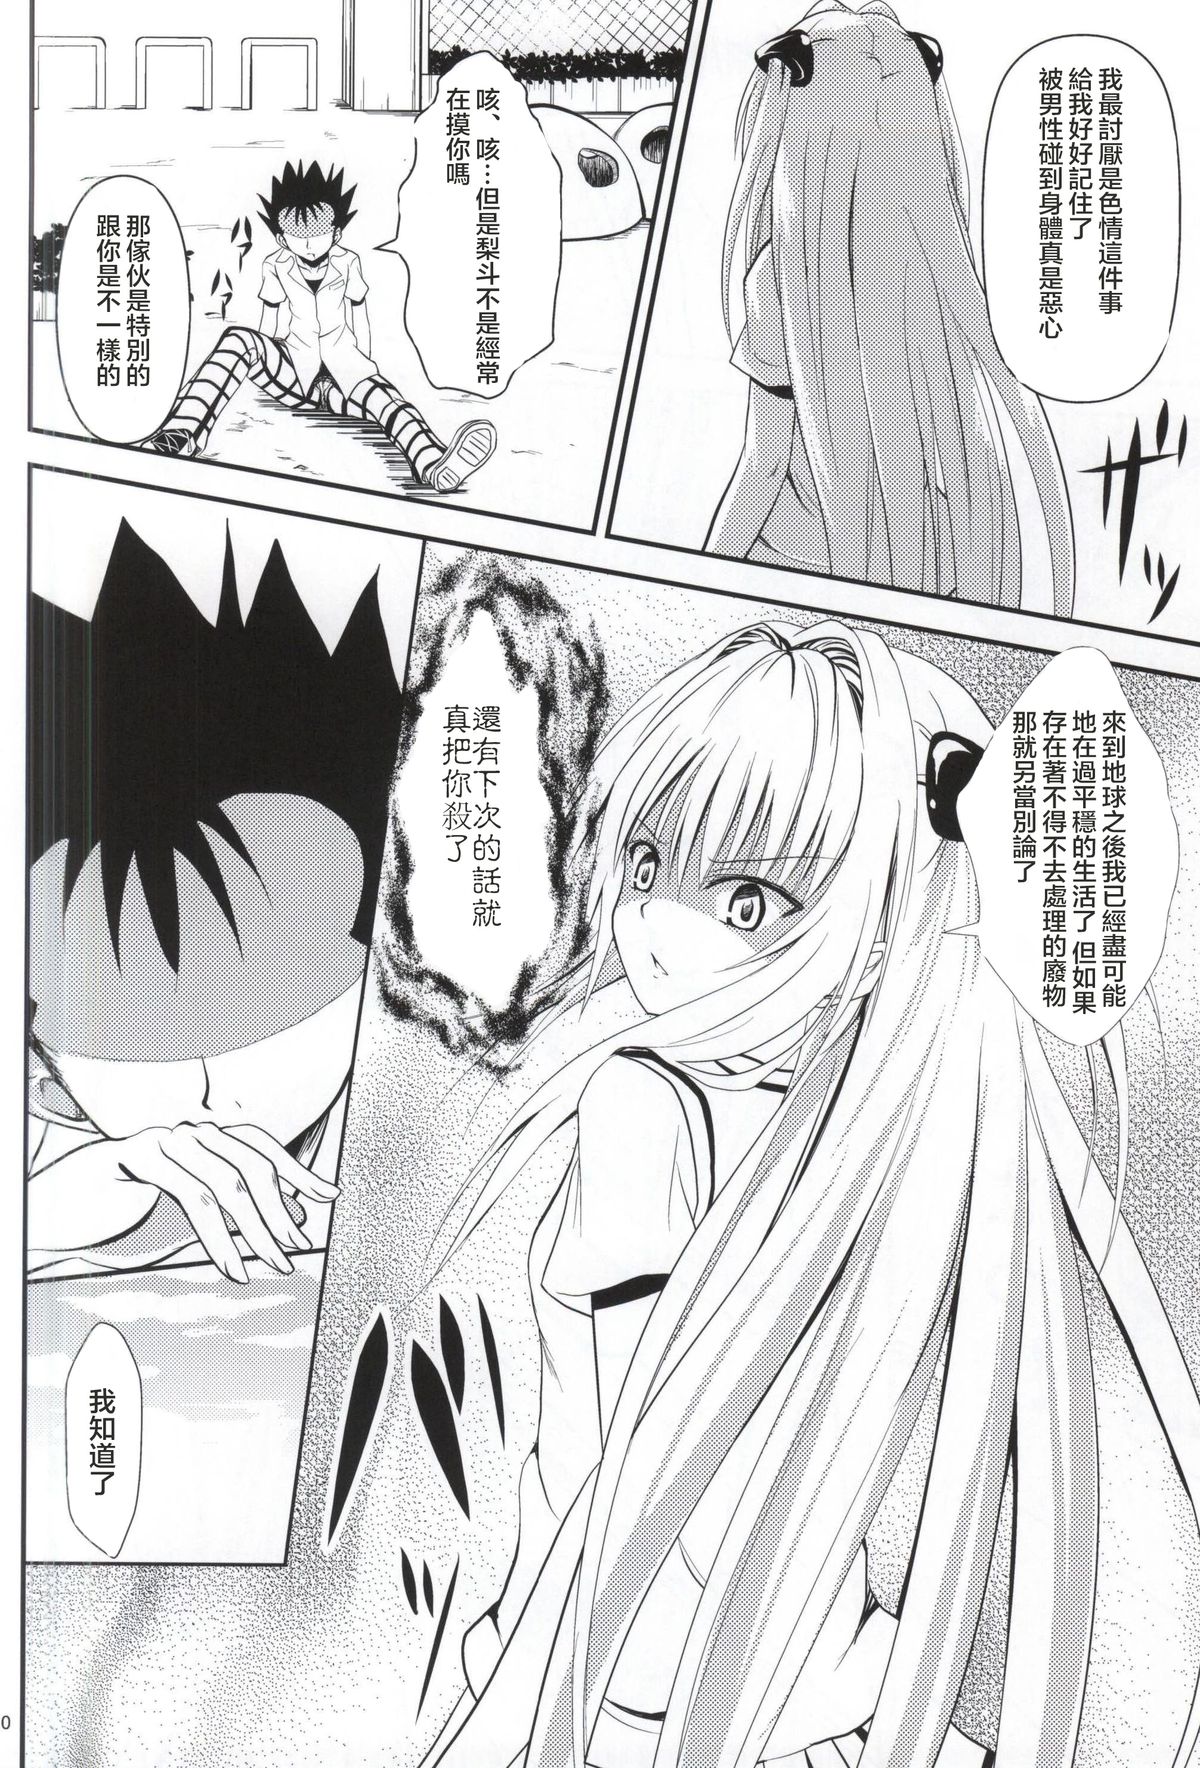 我最討厭是色情這件事
給我好好記住了
被男性碰到身體真是惡心
ザッ
咳、咳…但是梨斗不是經常
在摸你嗎
那傢伙是特別的
跟你是不一樣的
來到地球之後我已經盡可能
地在過平穩的生活了 但如果
存在著不得不去處理的廢物
那就另當別論了
還有下次的話就
真把你殺了
我知道了
0